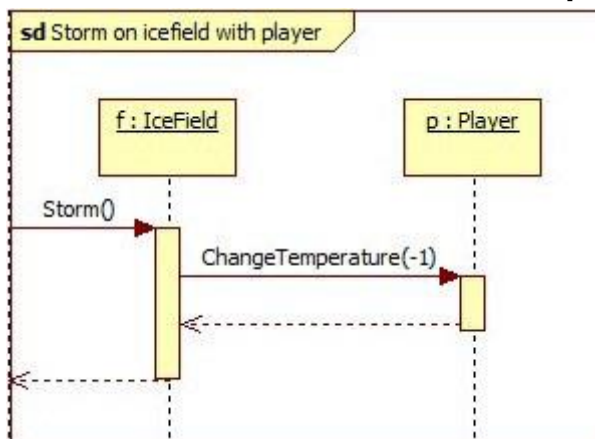 sd Storm on icefield with player
f : IceField
p : Player
Storm()
ChangeTemperature(-1)